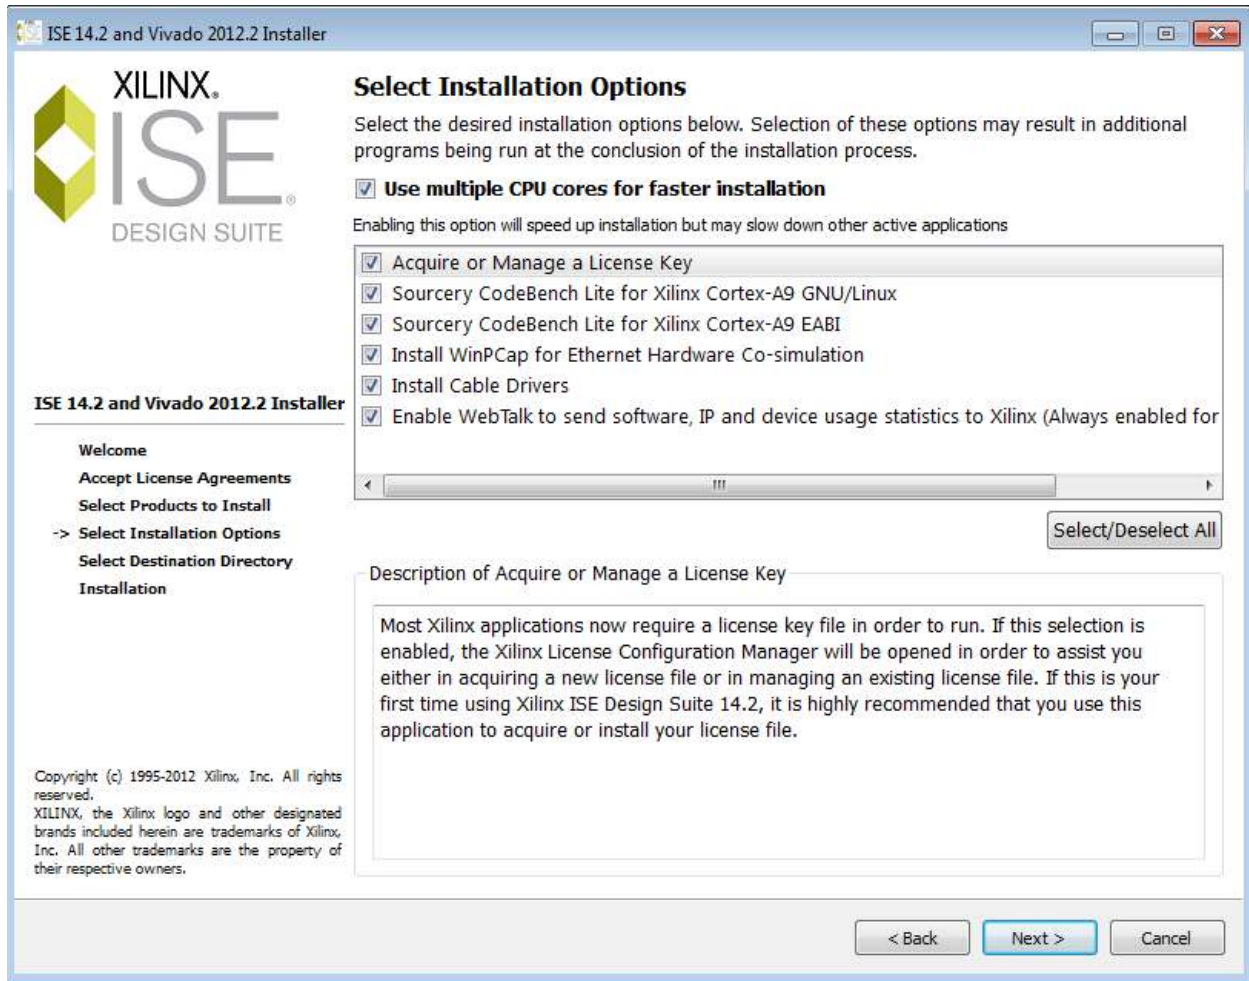 ISE 14.2 and Vivado 2012.2 Installer
XILINX®
ISE®
DESIGN SUITE
ISE 14.2 and Vivado 2012.2 Installer
Welcome
Accept License Agreements
Select Products to Install
-> Select Installation Options
Select Destination Directory
Installation
Copyright (c) 1995-2012 Xilinx, Inc. All rights
reserved.
XILINX, the Xilinx logo and other designated
brands included herein are trademarks of Xilinx,
Inc. All other trademarks are the property of
their respective owners.
Select Installation Options
Select the desired installation options below. Selection of these options may result in additional
programs being run at the conclusion of the installation process.
Use multiple CPU cores for faster installation
Enabling this option will speed up installation but may slow down other active applications
Acquire or Manage a License Key
Sourcery CodeBench Lite for Xilinx Cortex-A9 GNU/Linux
Sourcery CodeBench Lite for Xilinx Cortex-A9 EABI
Install WinPCap for Ethernet Hardware Co-simulation
Install Cable Drivers
Enable WebTalk to send software, IP and device usage statistics to Xilinx (Always enabled for
Select/Deselect All
Description of Acquire or Manage a License Key
Most Xilinx applications now require a license key file in order to run. If this selection is
enabled, the Xilinx License Configuration Manager will be opened in order to assist you
either in acquiring a new license file or in managing an existing license file. If this is your
first time using Xilinx ISE Design Suite 14.2, it is highly recommended that you use this
application to acquire or install your license file.
< Back
Next >
Cancel